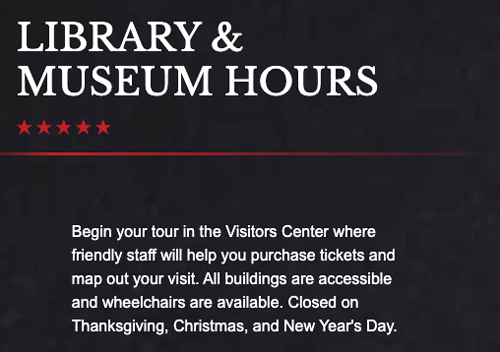 LIBRARY &
MUSEUM HOURS
Begin your tour in the Visitors Center where
friendly staff will help you purchase tickets and
map out your visit. All buildings are accessible
and wheelchairs are available. Closed on
Thanksgiving, Christmas, and New Year's Day.